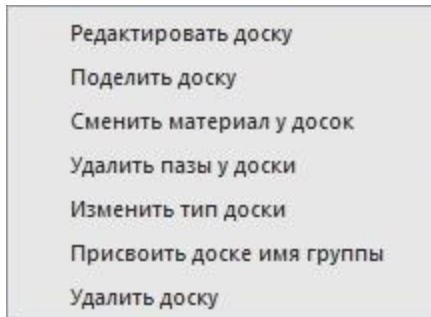 Редактировать доску
Поделить доску
Сменить материал у досок
Удалить пазы у доски
Изменить тип доски
Присвоить доске имя группы
Удалить доску